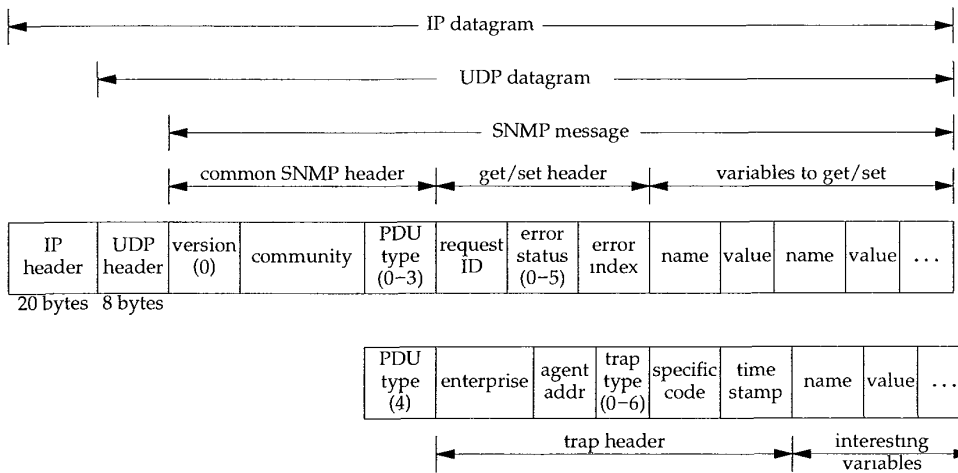 IP datagram
UDP datagram
SNMP message
common SNMP header get/set header variables to get/set
IP header UDP header version (0) community PDU type (0–3) request ID error status (0–5) error index name value name value ...
20 bytes 8 bytes
PDU type (4) enterprise agent addr trap type (0–6) specific code time stamp name value ...
trap header interesting variables